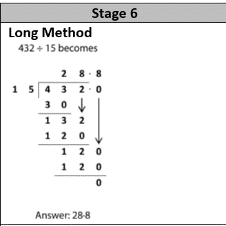 Stage 6
Long Method
432 ÷ 15 becomes
2 8 · 8
1 5 4 3 2 · 0
3 0
1 3 2
1 2 0
1 2 0
1 2 0
0
Answer: 28·8